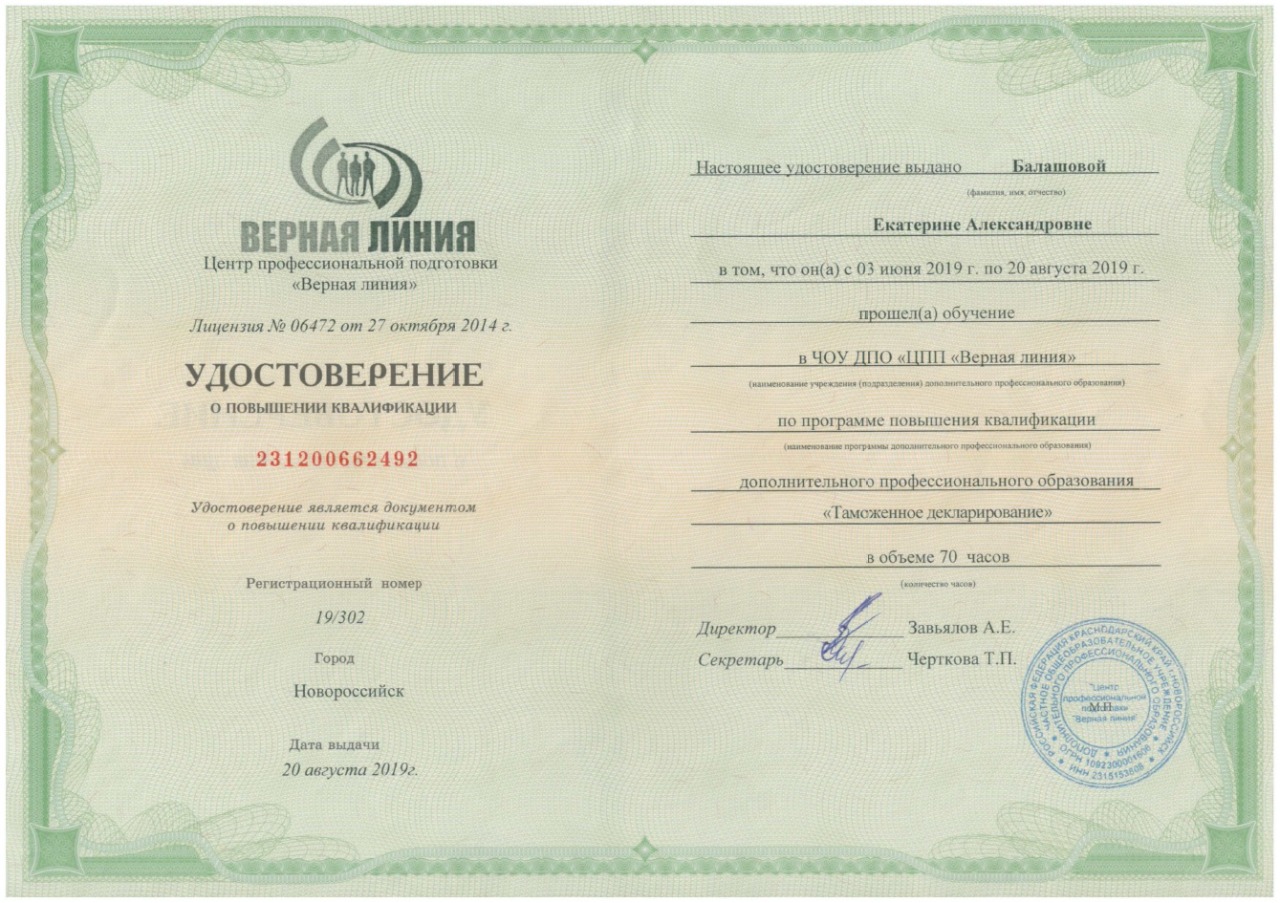 ВЕРНАЯ ЛИНИЯ
Центр профессиональной подготовки
«Верная линия»
Лицензия № 06472 от 27 октября 2014 г.
УДОСТОВЕРЕНИЕ
О ПОВЫШЕНИИ КВАЛИФИКАЦИИ
231200662492
Удостоверение является документом
о повышении квалификации
Регистрационный номер
19/302
Город
Новороссийск
Дата выдачи
20 августа 2019г.
Настоящее удостоверение выдано Балашовой
(фамилия, имя, отчество)
Екатерине Александровне
в том, что он(а) с 03 июня 2019 г. по 20 августа 2019 г.
прошел(а) обучение
в ЧОУ ДПО «ЦПП «Верная линия»
(наименование учреждения (подразделения) дополнительного профессионального образования)
по программе повышения квалификации
(наименование программы дополнительного профессионального образования)
дополнительного профессионального образования
«Таможенное декларирование»
в объеме 70 часов
(количество часов)
Директор Завьялов А.Е.
Секретарь Черткова Т.П.
РОССИЙСКАЯ ФЕДЕРАЦИЯ КРАСНОДАРСКИЙ КРАЙ г.НОВОРОССИЙСК
ЧАСТНОЕ ОБЩЕОБРАЗОВАТЕЛЬНОЕ УЧРЕЖДЕНИЕ
ДОПОЛНИТЕЛЬНОГО ПРОФЕССИОНАЛЬНОГО ОБРАЗОВАНИЯ
"Центр
профессиональной
подготовки
"Верная линия"
М.П.
ИНН 2315153608